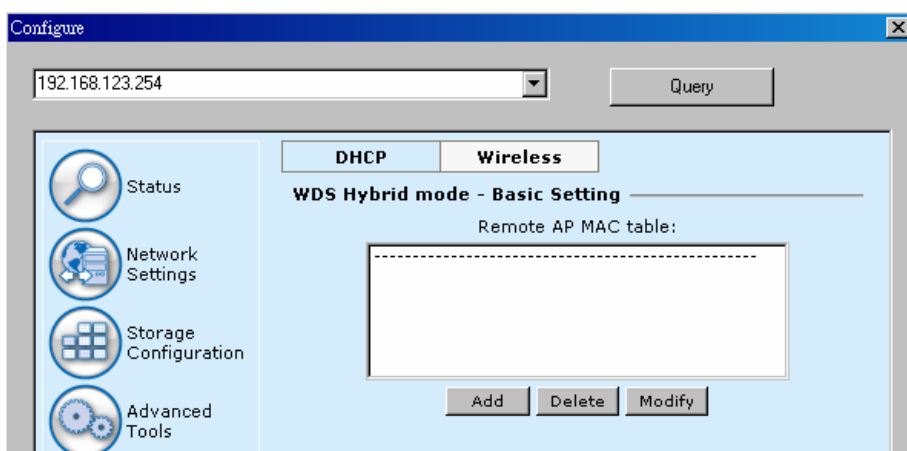 Configure
192.168.123.254
Query
DHCP Wireless
Status
WDS Hybrid mode - Basic Setting
Remote AP MAC table:
--------------------------------------------------
Network
Settings
Storage
Configuration
Add Delete Modify
Advanced
Tools